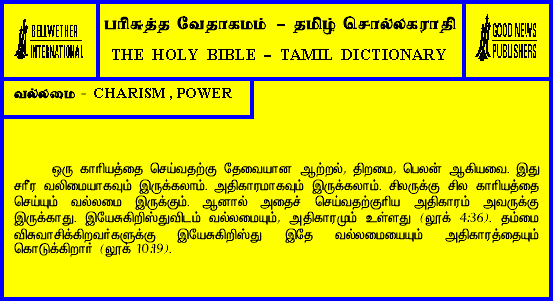 BELLWETHER
INTERNATIONAL
பரிசுத்த வேதாகமம் – தமிழ் சொல்லகராதி
THE HOLY BIBLE – TAMIL DICTIONARY
GOOD NEWS
PUBLISHERS
வல்லமை - CHARISM , POWER
ஒரு காரியத்தை செய்வதற்கு தேவையான ஆற்றல், திறமை, பெலன் ஆகியவை. இது
சரீர வலிமையாகவும் இருக்கலாம். அதிகாரமாகவும் இருக்கலாம். சிலருக்கு சில காரியத்தை
செய்யும் வல்லமை இருக்கும். ஆனால் அதைச் செய்வதற்குரிய அதிகாரம் அவருக்கு
இருக்காது. இயேசுகிறிஸ்துவிடம் வல்லமையும், அதிகாரமும் உள்ளது (லூக் 4:36). தம்மை
விசுவாசிக்கிறவர்களுக்கு இயேசுகிறிஸ்து இதே வல்லமையையும் அதிகாரத்தையும்
கொடுக்கிறார் (லூக் 10:19).